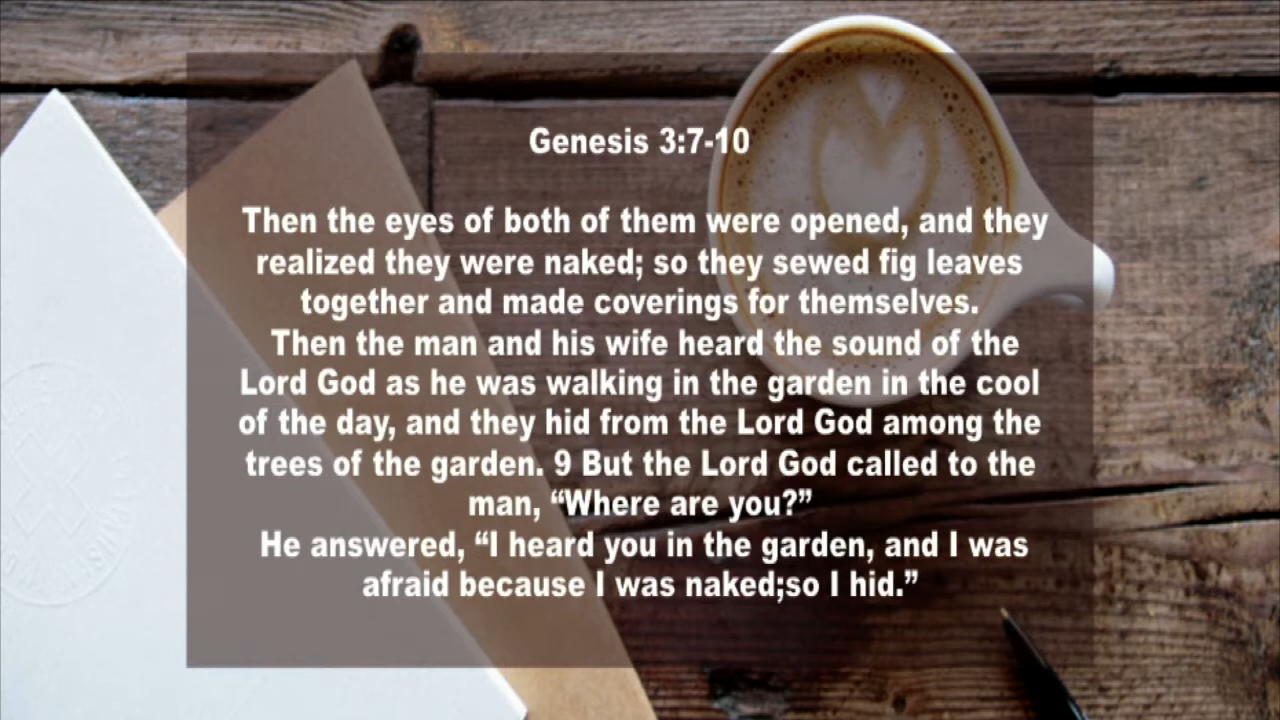 Genesis 3:7-10
Then the eyes of both of them were opened, and they
realized they were naked; so they sewed fig leaves
together and made coverings for themselves.
Then the man and his wife heard the sound of the
Lord God as he was walking in the garden in the cool
of the day, and they hid from the Lord God among the
trees of the garden. 9 But the Lord God called to the
man, “Where are you?”
He answered, “I heard you in the garden, and I was
afraid because I was naked;so I hid.”